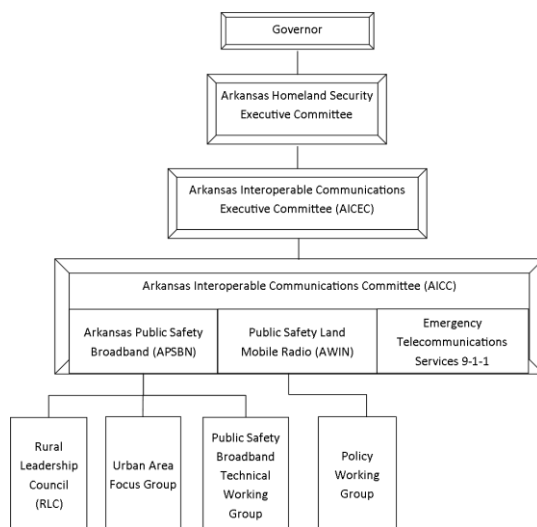 Governor
Arkansas Homeland Security
Executive Committee
Arkansas Interoperable Communications
Executive Committee (AICEC)
Arkansas Interoperable Communications Committee (AICC)
Arkansas Public Safety
Broadband (APSBN)
Public Safety Land
Mobile Radio (AWIN)
Emergency
Telecommunications
Services 9-1-1
Rural
Leadership
Council
(RLC)
Urban Area
Focus Group
Public Safety
Broadband
Technical
Working
Group
Policy
Working
Group